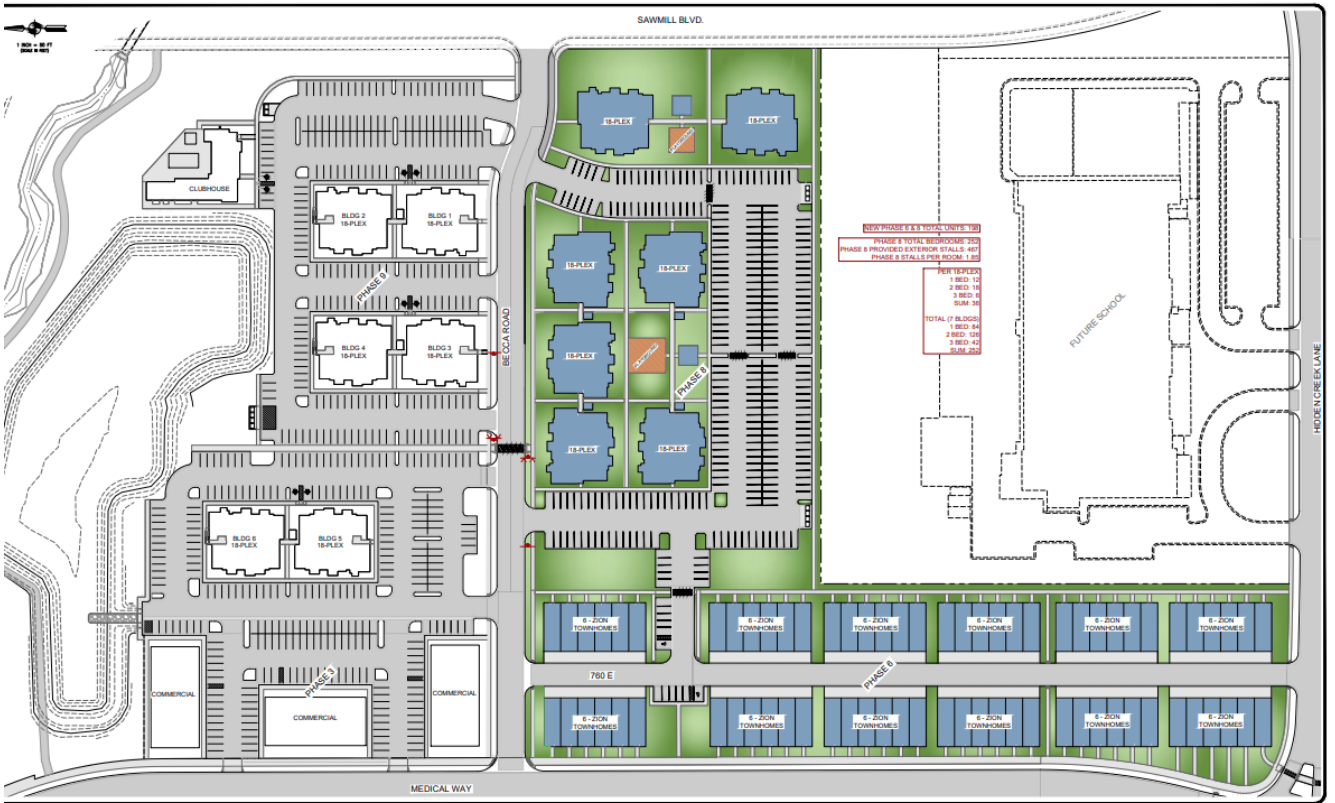 SAWMILL BLVD.
1 INCH = 80 FT
CLUBHOUSE
18-PLEX
PLAYGROUND
18-PLEX
BLDG 2
18-PLEX
BLDG 1
18-PLEX
PHASE 9
BLDG 4
18-PLEX
BLDG 3
18-PLEX
BECCA ROAD
18-PLEX
18-PLEX
18-PLEX
PLAYGROUND
PHASE 8
18-PLEX
18-PLEX
NEW PHASE 6 & 8 TOTAL UNITS: 198
PHASE 8 TOTAL BEDROOMS: 252
PHASE 8 PROVIDED EXTERIOR STALLS: 467
PHASE 8 STALLS PER ROOM: 1.85
PER 18-PLEX
1 BED: 12
2 BED: 18
3 BED: 6
SUM: 36
TOTAL (7 BLDGS)
1 BED: 84
2 BED: 126
3 BED: 42
SUM: 252
FUTURE SCHOOL
HIDDEN CREEK LANE
BLDG 6
18-PLEX
BLDG 5
18-PLEX
6 - ZION
TOWNHOMES
6 - ZION
TOWNHOMES
6 - ZION
TOWNHOMES
6 - ZION
TOWNHOMES
6 - ZION
TOWNHOMES
6 - ZION
TOWNHOMES
760 E
PHASE 6
COMMERCIAL
PHASE 3
COMMERCIAL
COMMERCIAL
6 - ZION
TOWNHOMES
6 - ZION
TOWNHOMES
6 - ZION
TOWNHOMES
6 - ZION
TOWNHOMES
6 - ZION
TOWNHOMES
6 - ZION
TOWNHOMES
MEDICAL WAY